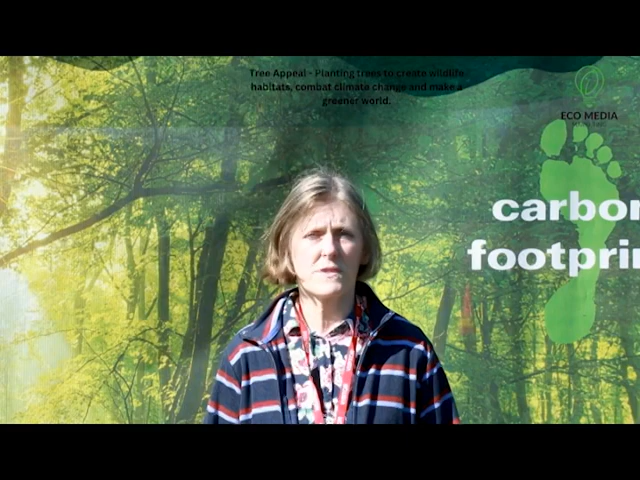 Tree Appeal - Planting trees to create wildlife
habitats, combat climate change and make a
greener world.
ECO MEDIA
carbon
footprin